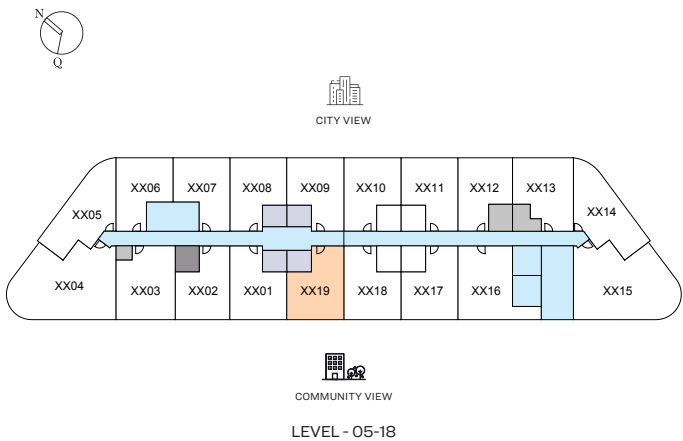 N
Q
CITY VIEW
XX06 XX07 XX08 XX09 XX10 XX11 XX12 XX13
XX05 XX14
XX04 XX03 XX02 XX01 XX19 XX18 XX17 XX16 XX15
COMMUNITY VIEW
LEVEL - 05-18